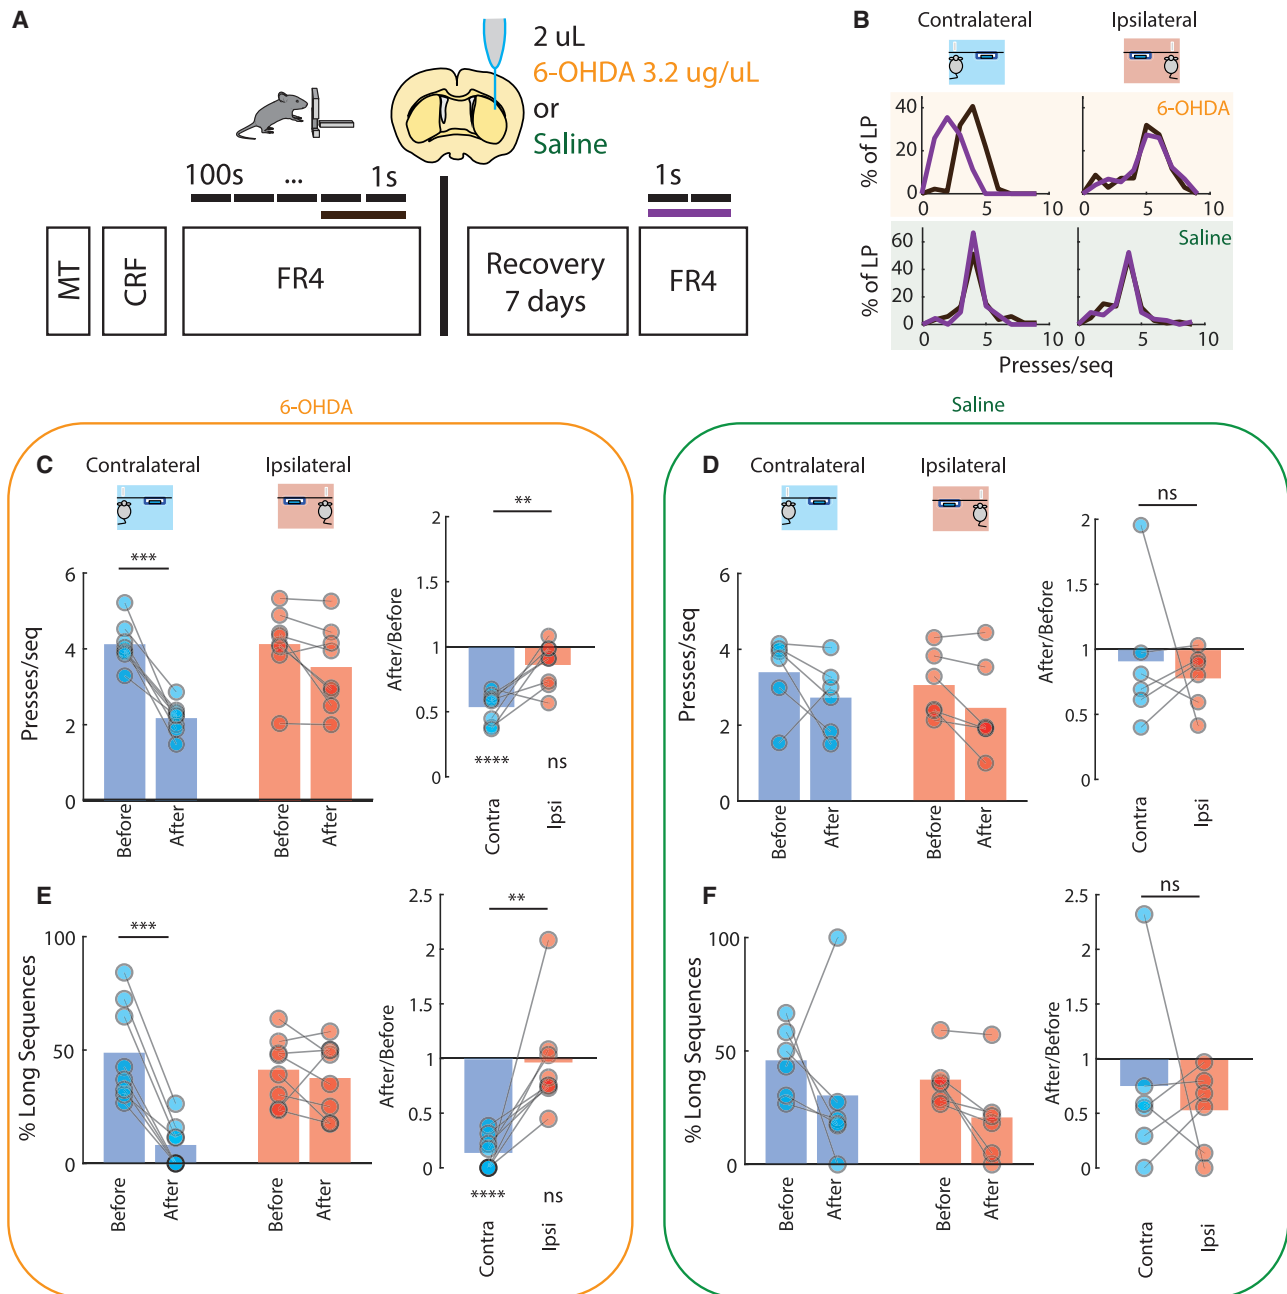 A
2 uL
6-OHDA 3.2 ug/uL
or
Saline
100s ... 1s
1s
MT
CRF
FR4
Recovery
7 days
FR4
B
Contralateral Ipsilateral
6-OHDA
% of LP
40
20
0
0 5 10
0 5 10
Saline
% of LP
60
40
20
0
0 5 10
0 5 10
Presses/seq
6-OHDA
C
Contralateral Ipsilateral
***
Presses/seq
6
4
2
0
Before After Before After
**
After/Before
2
1.5
1
0.5
0
**** ns
Contra Ipsi
E
***
% Long Sequences
100
50
0
Before After Before After
**
After/Before
2.5
2
1.5
1
0.5
0
**** ns
Contra Ipsi
Saline
D
Contralateral Ipsilateral
Presses/seq
6
4
2
0
Before After Before After
ns
After/Before
2
1.5
1
0.5
0
Contra Ipsi
F
% Long Sequences
100
50
0
Before After Before After
ns
After/Before
2.5
2
1.5
1
0.5
0
Contra Ipsi